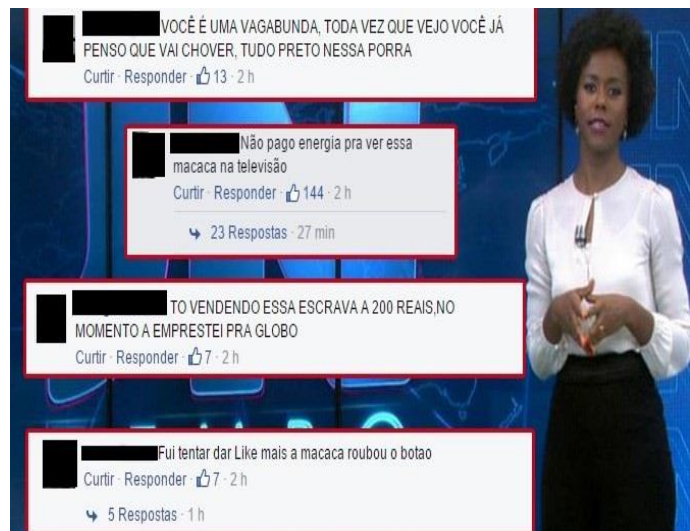 VOCÊ É UMA VAGABUNDA, TODA VEZ QUE VEJO VOCÊ JÁ
PENSO QUE VAI CHOVER, TUDO PRETO NESSA PORRA
Curtir · Responder · 13 · 2 h
Não pago energia pra ver essa
macaca na televisão
Curtir · Responder · 144 · 2 h
23 Respostas · 27 min
TO VENDENDO ESSA ESCRAVA A 200 REAIS,NO
MOMENTO A EMPRESTEI PRA GLOBO
Curtir · Responder · 7 · 2 h
Fui tentar dar Like mais a macaca roubou o botao
Curtir · Responder · 7 · 2 h
5 Respostas · 1 h